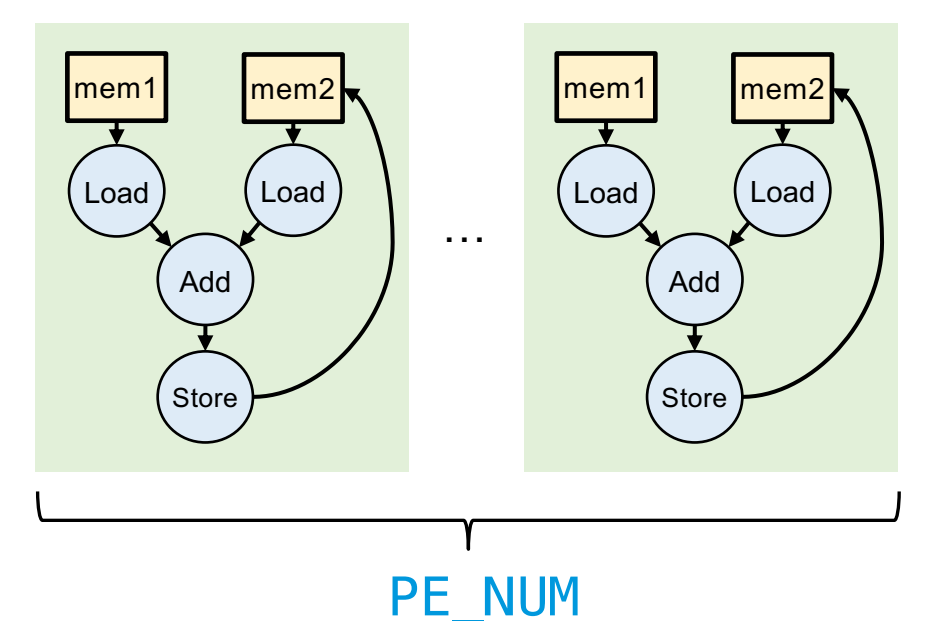 mem1 mem2 mem1 mem2
Load Load Load Load
...
Add Add
Store Store
PE_NUM